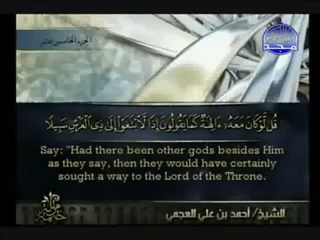 الجزء الخامس عشر
المجد
قُل لَّوْ كَانَ مَعَهُ ءَالِهَةٌ كَمَا يَقُولُونَ إِذًا لَّابْتَغَوْا إِلَىٰ ذِى الْعَرْشِ سَبِيلًا
Say: "Had there been other gods besides Him
as they say, then they would have certainly
sought a way to the Lord of the Throne.
الشيخ/ أحمد بن علي العجمي